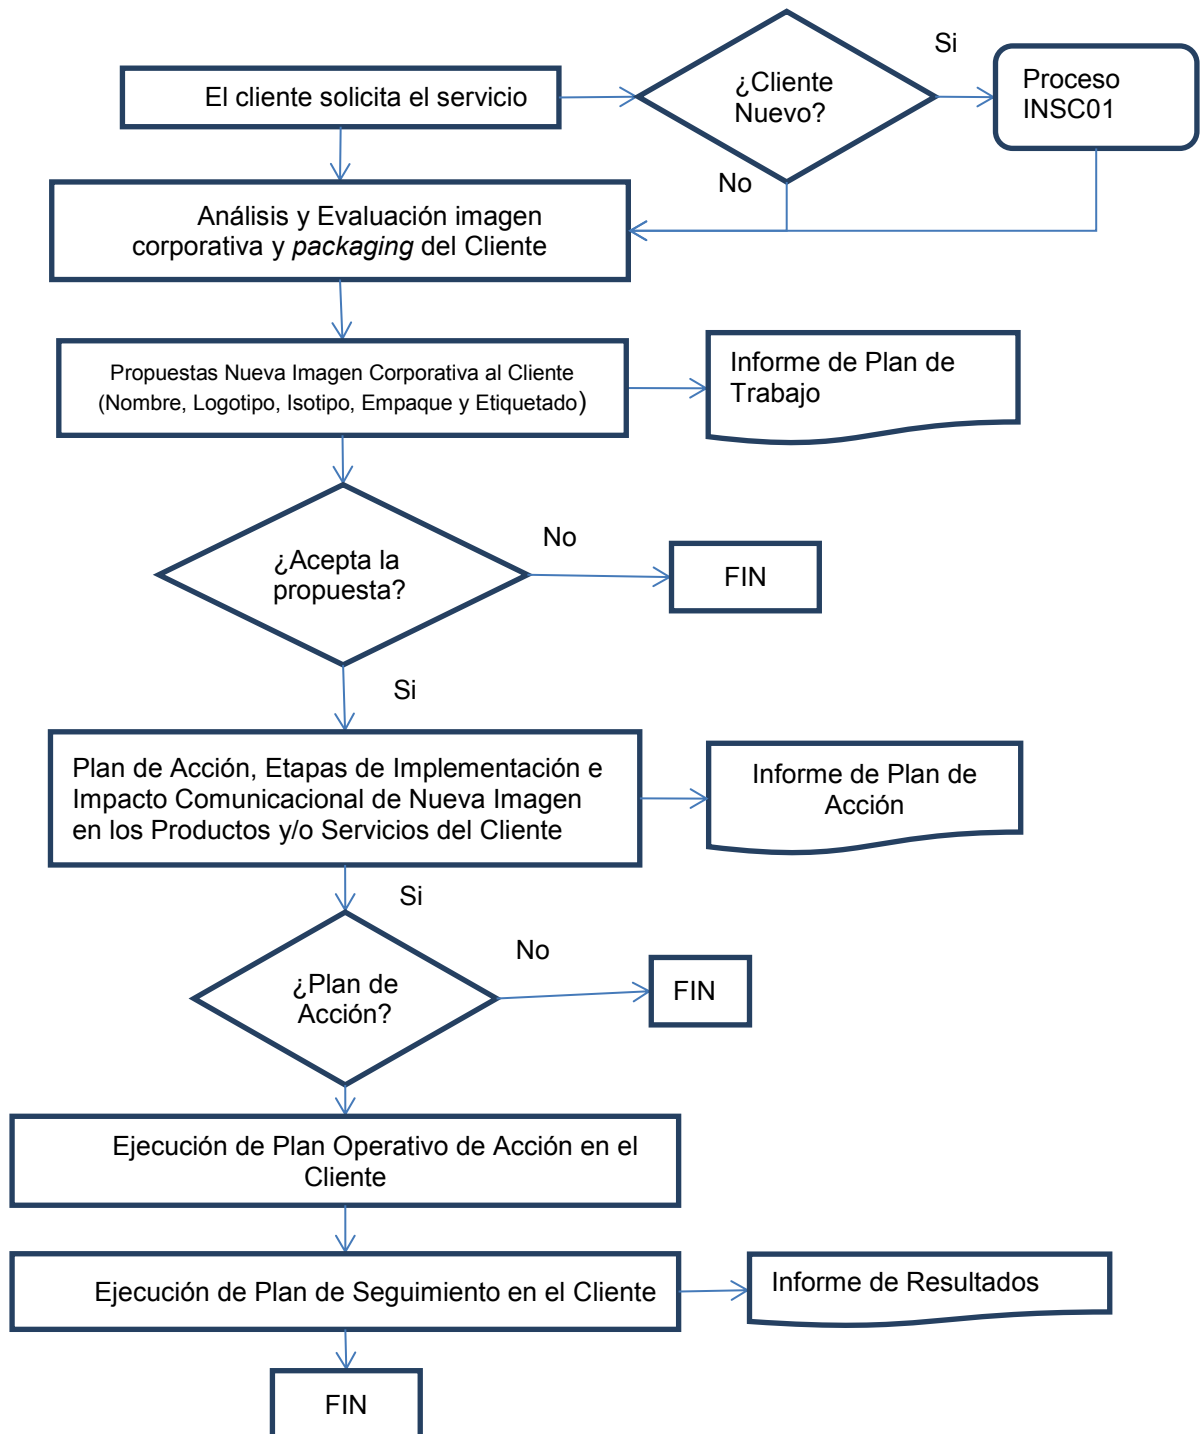 El cliente solicita el servicio
¿Cliente
Nuevo?
Si
Proceso
INSC01
No
Análisis y Evaluación imagen
corporativa y packaging del Cliente
Propuestas Nueva Imagen Corporativa al Cliente
(Nombre, Logotipo, Isotipo, Empaque y Etiquetado)
Informe de Plan de
Trabajo
¿Acepta la
propuesta?
No
FIN
Si
Plan de Acción, Etapas de Implementación e
Impacto Comunicacional de Nueva Imagen
en los Productos y/o Servicios del Cliente
Informe de Plan de
Acción
Si
¿Plan de
Acción?
No
FIN
Ejecución de Plan Operativo de Acción en el
Cliente
Ejecución de Plan de Seguimiento en el Cliente
Informe de Resultados
FIN